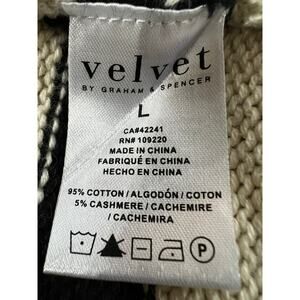 velvet
BY GRAHAM & SPENCER
L
CA#42241
RN# 109220
MADE IN CHINA
FABRIQUÉ EN CHINA
HECHO EN CHINA
95% COTTON / ALGODÓN / COTON
5% CASHMERE / CACHEMIRE
/ CACHEMIRA
P